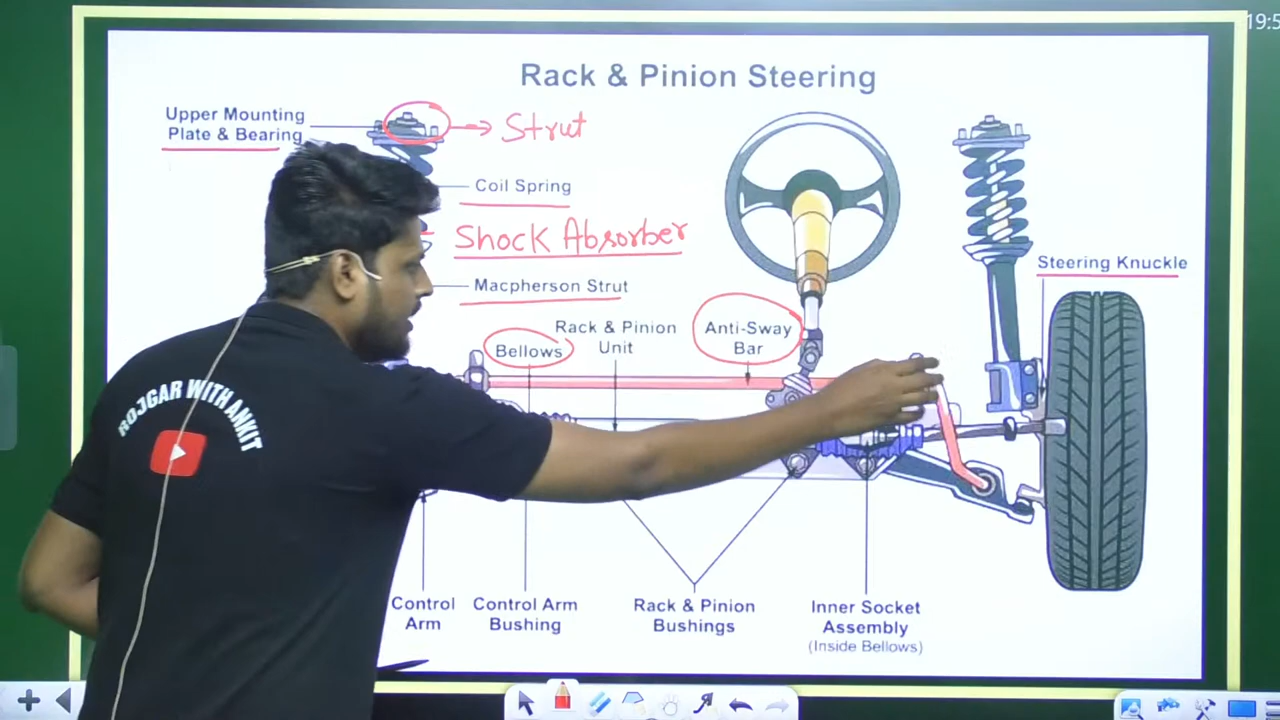 19:5
Rack & Pinion Steering
Upper Mounting
Plate & Bearing
→ Strut
Coil Spring
Shock Absorber
Steering Knuckle
Macpherson Strut
Rack & Pinion
Unit
Anti-Sway
Bar
Bellows
ROJGAR WITH ANKIT
Control
Arm
Control Arm
Bushing
Rack & Pinion
Bushings
Inner Socket
Assembly
(Inside Bellows)